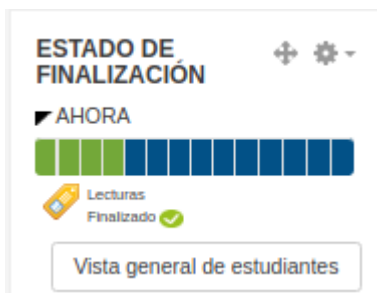 ESTADO DE
FINALIZACIÓN
AHORA
Lecturas
Finalizado
Vista general de estudiantes